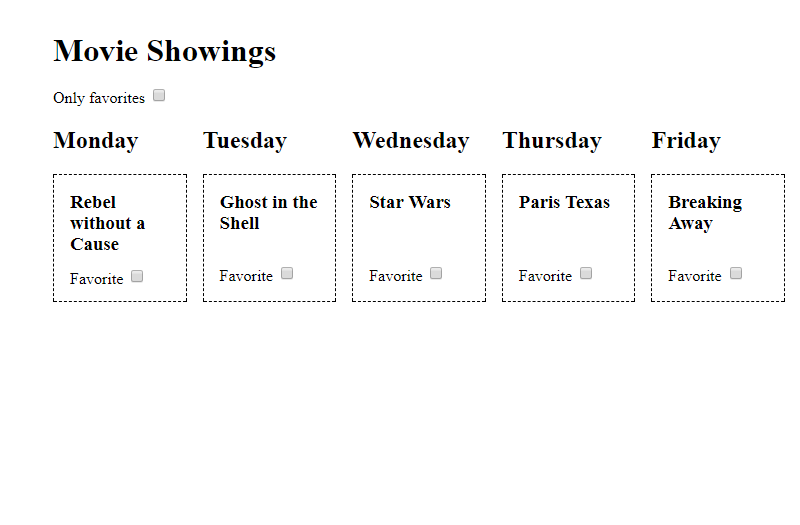 Movie Showings
Only favorites
Monday
Tuesday
Wednesday
Thursday
Friday
Rebel
without a
Cause
Favorite
Ghost in the
Shell
Favorite
Star Wars
Favorite
Paris Texas
Favorite
Breaking
Away
Favorite